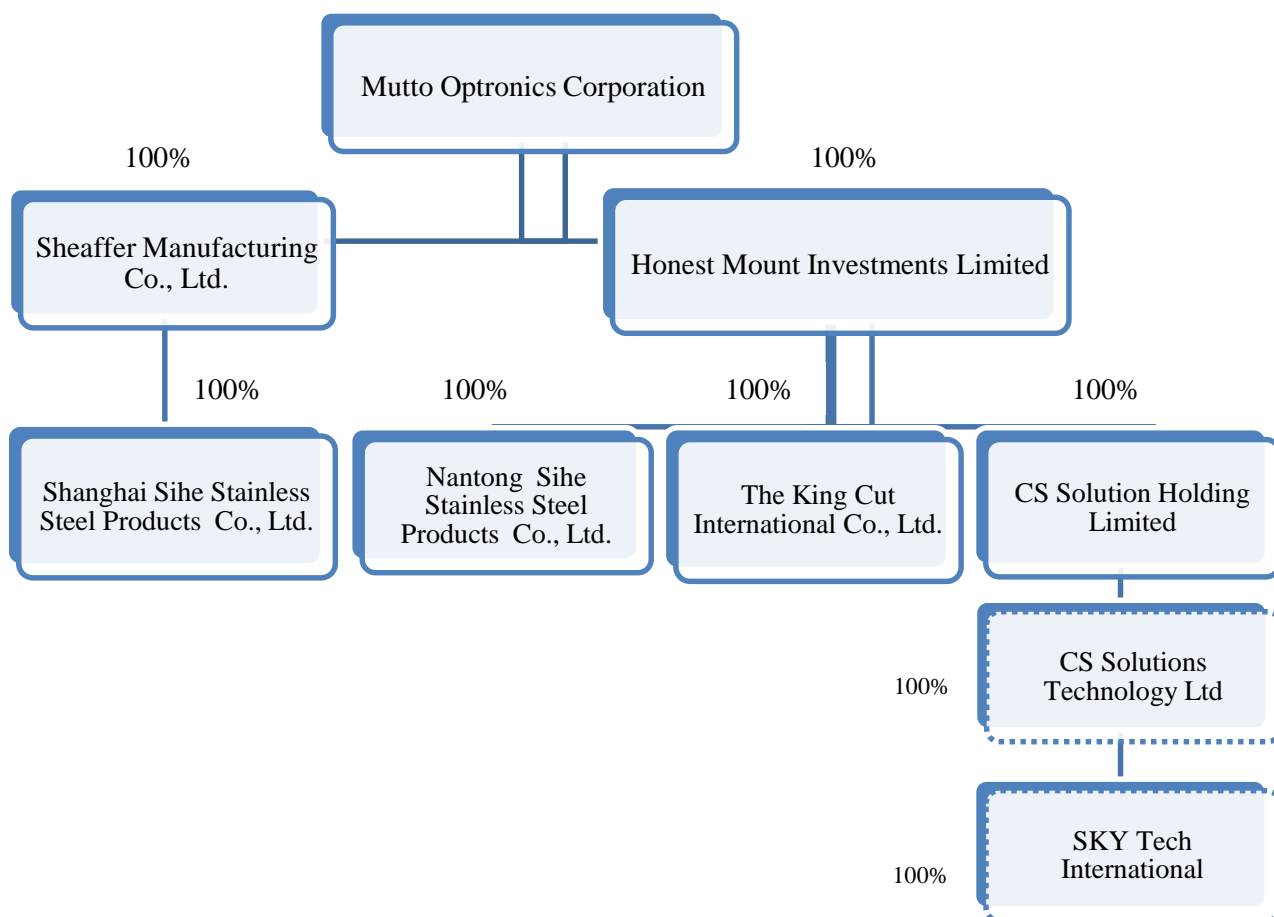 Mutto Optronics Corporation
100%
100%
Sheaffer Manufacturing
Co., Ltd.
Honest Mount Investments Limited
100%
100%
100%
100%
Shanghai Sihe Stainless
Steel Products Co., Ltd.
Nantong Sihe
Stainless Steel
Products Co., Ltd.
The King Cut
International Co., Ltd.
CS Solution Holding
Limited
CS Solutions
Technology Ltd
100%
SKY Tech
International
100%